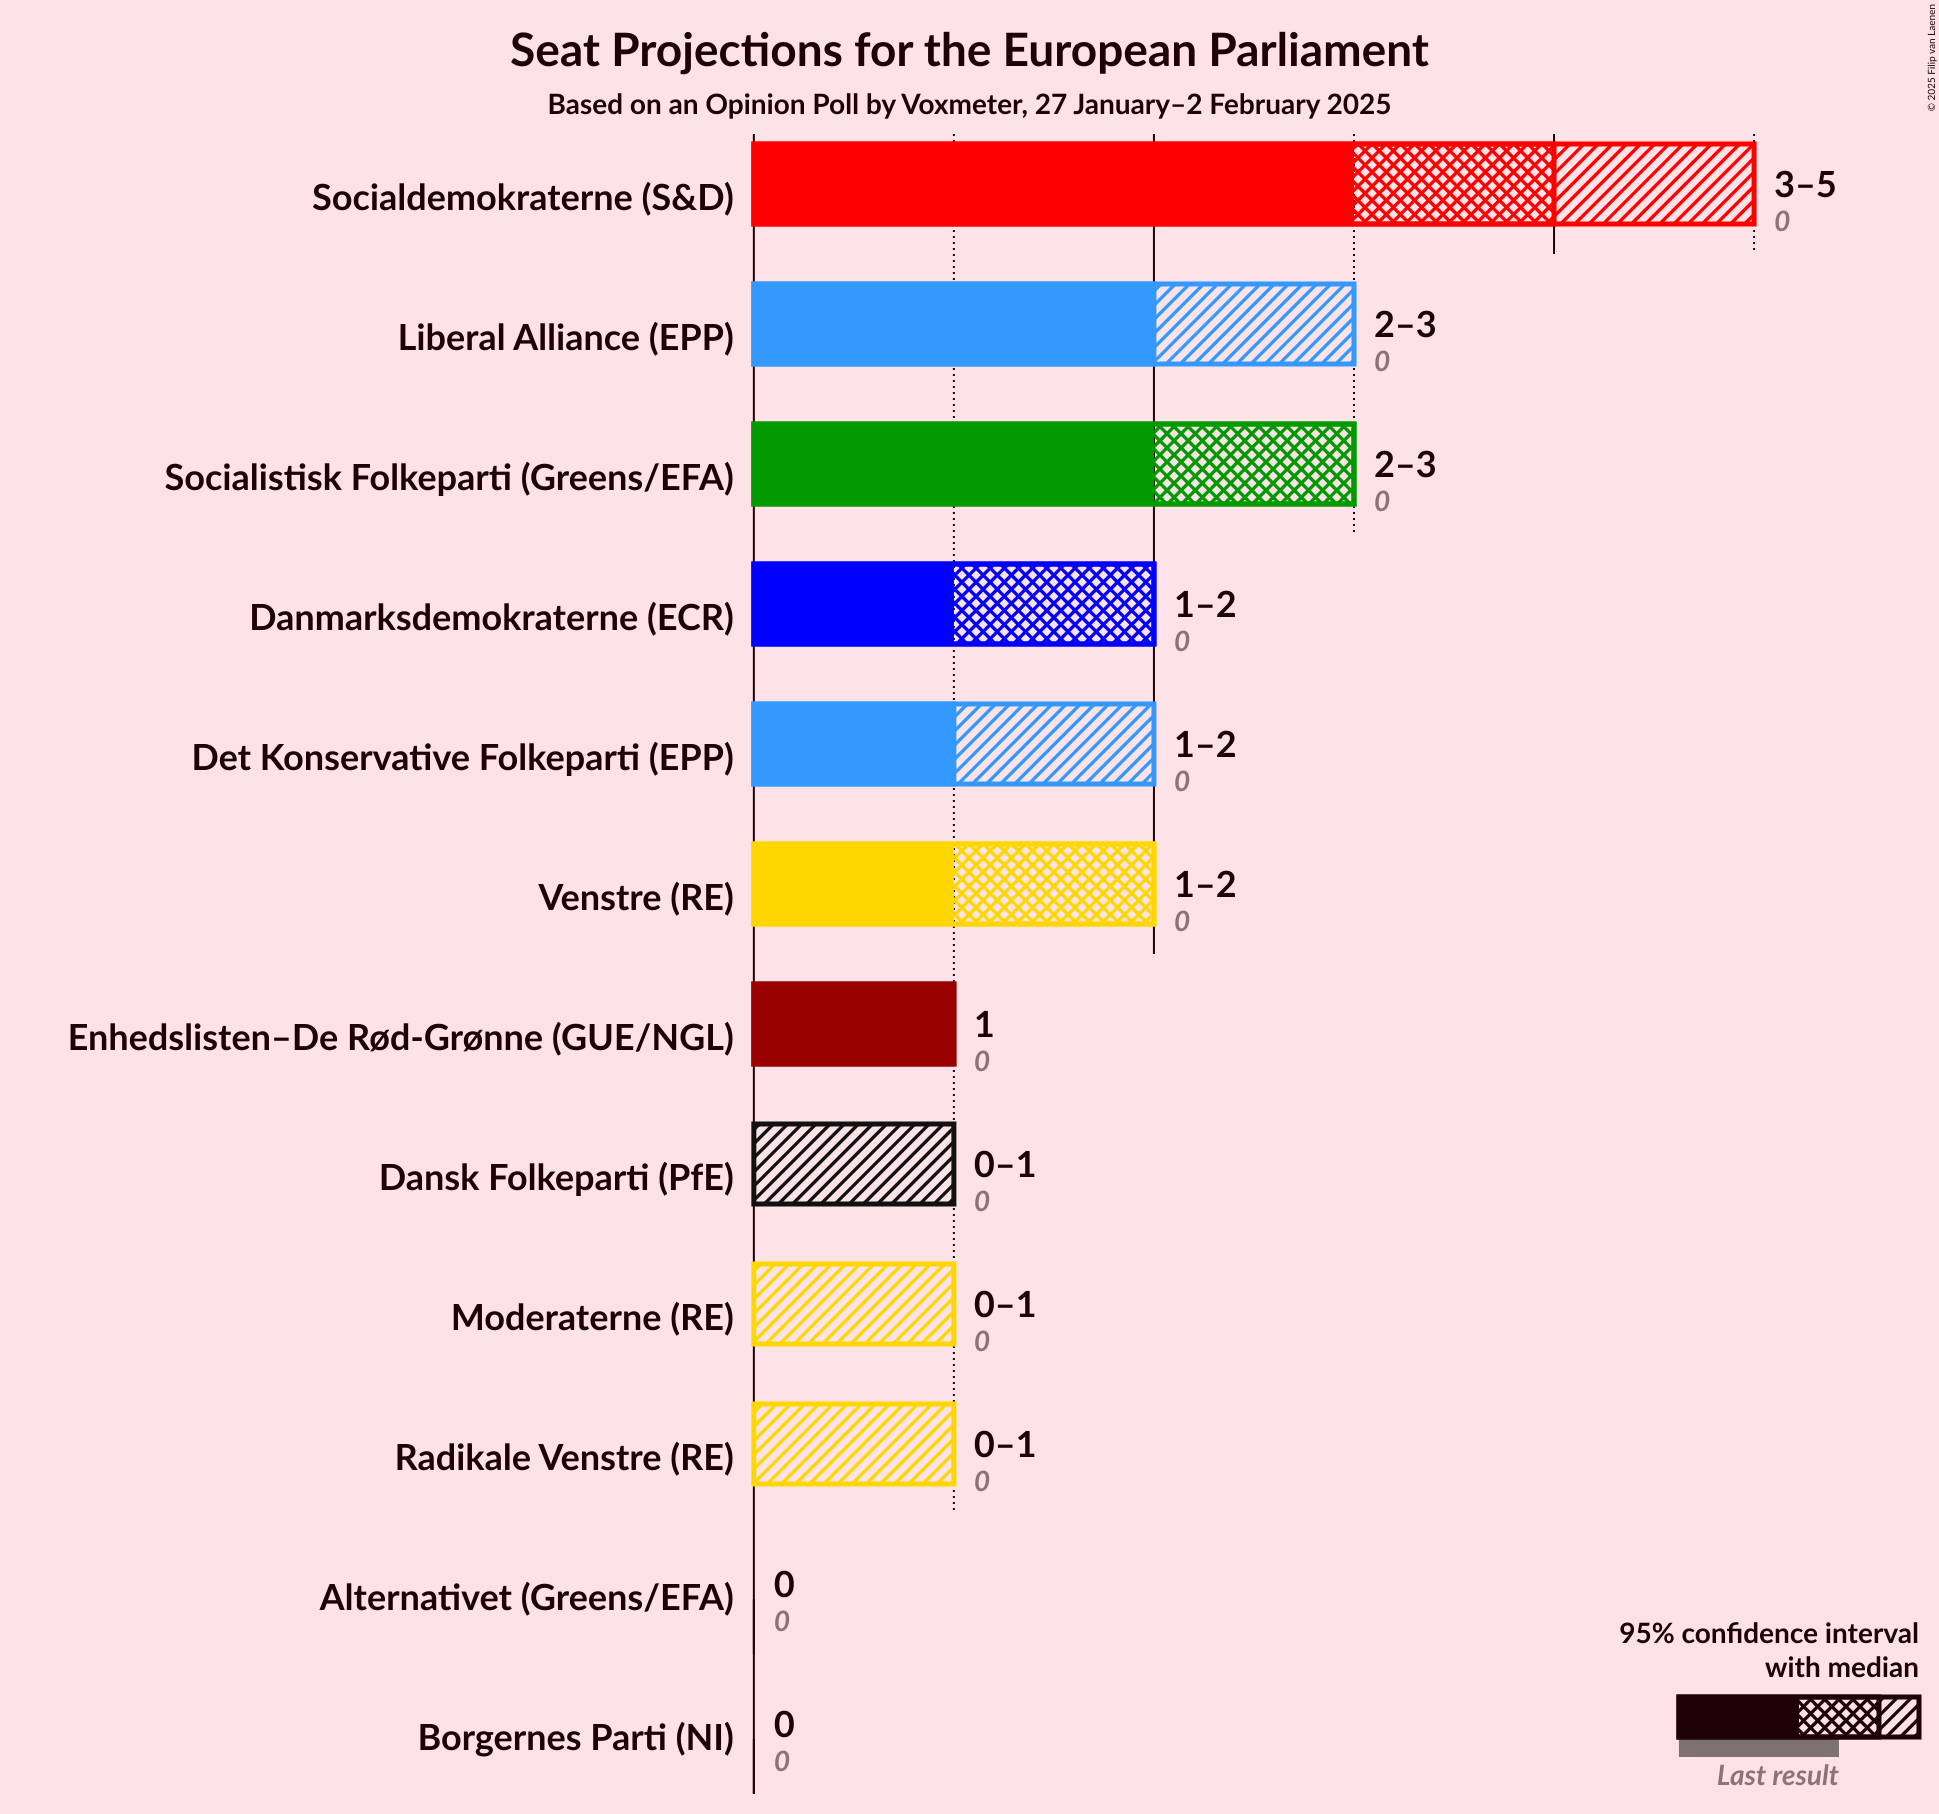 Seat Projections for the European Parliament
Based on an Opinion Poll by Voxmeter, 27 January–2 February 2025
© 2025 Filip van Laenen
Socialdemokraterne (S&D)
3–5
0
Liberal Alliance (EPP)
2–3
0
Socialistisk Folkeparti (Greens/EFA)
2–3
0
Danmarksdemokraterne (ECR)
1–2
0
Det Konservative Folkeparti (EPP)
1–2
0
Venstre (RE)
1–2
0
Enhedslisten–De Rød-Grønne (GUE/NGL)
1
0
Dansk Folkeparti (PfE)
0–1
0
Moderaterne (RE)
0–1
0
Radikale Venstre (RE)
0–1
0
Alternativet (Greens/EFA)
0
0
Borgernes Parti (NI)
0
0
95% confidence interval
with median
Last result